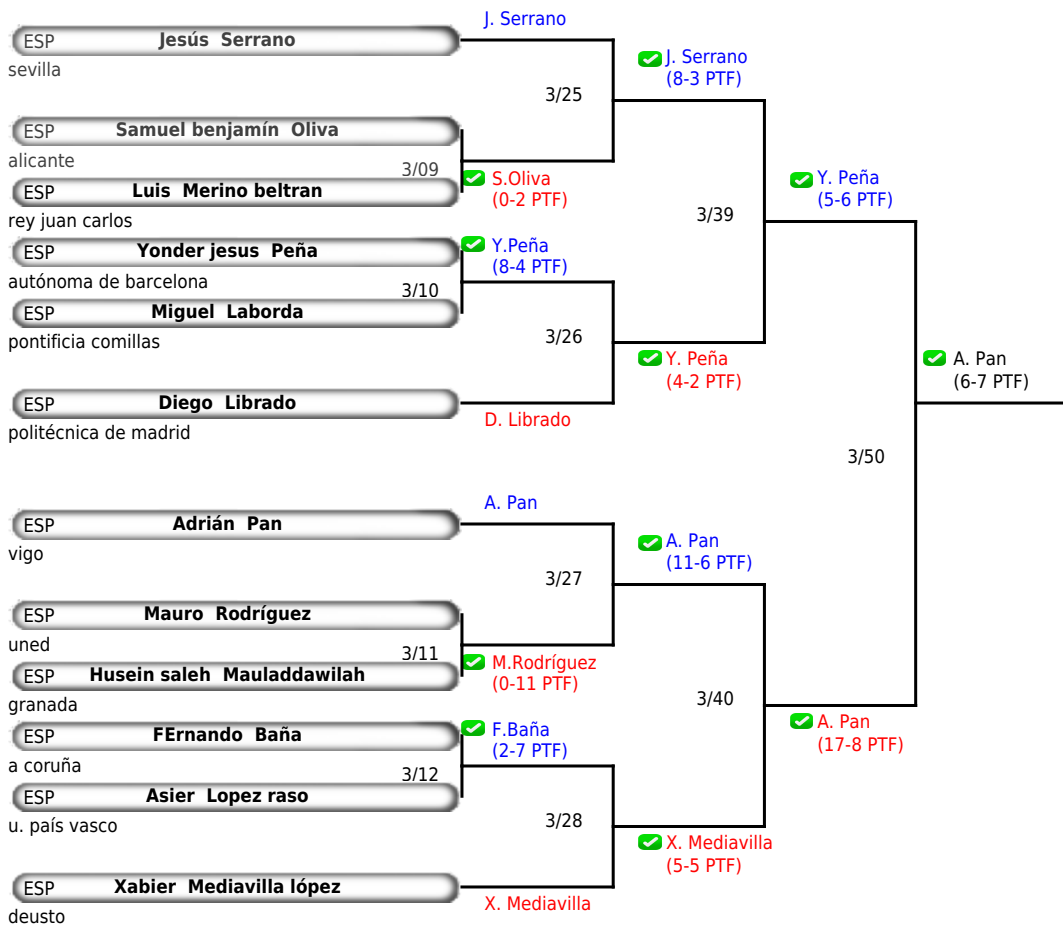 J. Serrano
ESP Jesús Serrano
sevilla
J. Serrano
(8-3 PTF)
3/25
ESP Samuel benjamín Oliva
alicante
3/09
S.Oliva
(0-2 PTF)
ESP Luis Merino beltran
rey juan carlos
Y. Peña
(5-6 PTF)
3/39
ESP Yonder jesus Peña
autónoma de barcelona
Y.Peña
(8-4 PTF)
3/10
ESP Miguel Laborda
pontificia comillas
3/26
Y. Peña
(4-2 PTF)
ESP Diego Librado
politécnica de madrid
D. Librado
A. Pan
(6-7 PTF)
3/50
A. Pan
ESP Adrián Pan
vigo
A. Pan
(11-6 PTF)
3/27
ESP Mauro Rodríguez
uned
3/11
M.Rodríguez
(0-11 PTF)
ESP Husein saleh Mauladdawilah
granada
3/40
A. Pan
(17-8 PTF)
ESP FErnando Baña
a coruña
F.Baña
(2-7 PTF)
3/12
ESP Asier Lopez raso
u. país vasco
3/28
X. Mediavilla
(5-5 PTF)
ESP Xabier Mediavilla lópez
deusto
X. Mediavilla